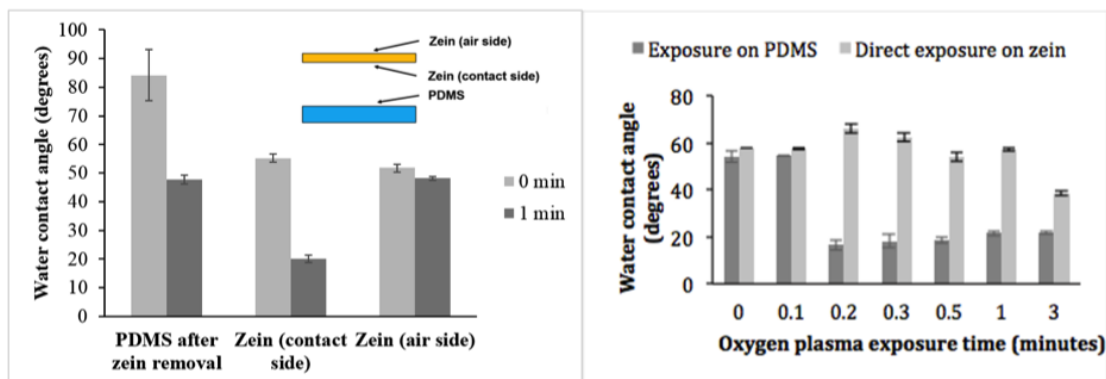 Water contact angle (degrees)
100
90
80
70
60
50
40
30
20
10
0
Zein (air side)
Zein (contact side)
PDMS
0 min
1 min
PDMS after
zein removal
Zein (contact
side)
Zein (air side)
Exposure on PDMS
Direct exposure on zein
Water contact angle
(degrees)
80
60
40
20
0
0 0.1 0.2 0.3 0.5 1 3
Oxygen plasma exposure time (minutes)